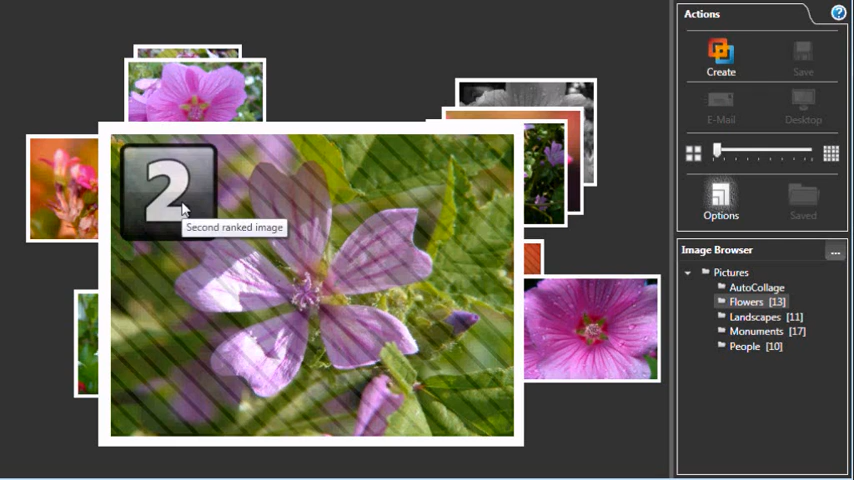 Actions
Create
Save
E-Mail
Desktop
Options
Saved
Image Browser
...
Pictures
AutoCollage
Flowers [13]
Landscapes [11]
Monuments [17]
People [10]
2
Second ranked image
?